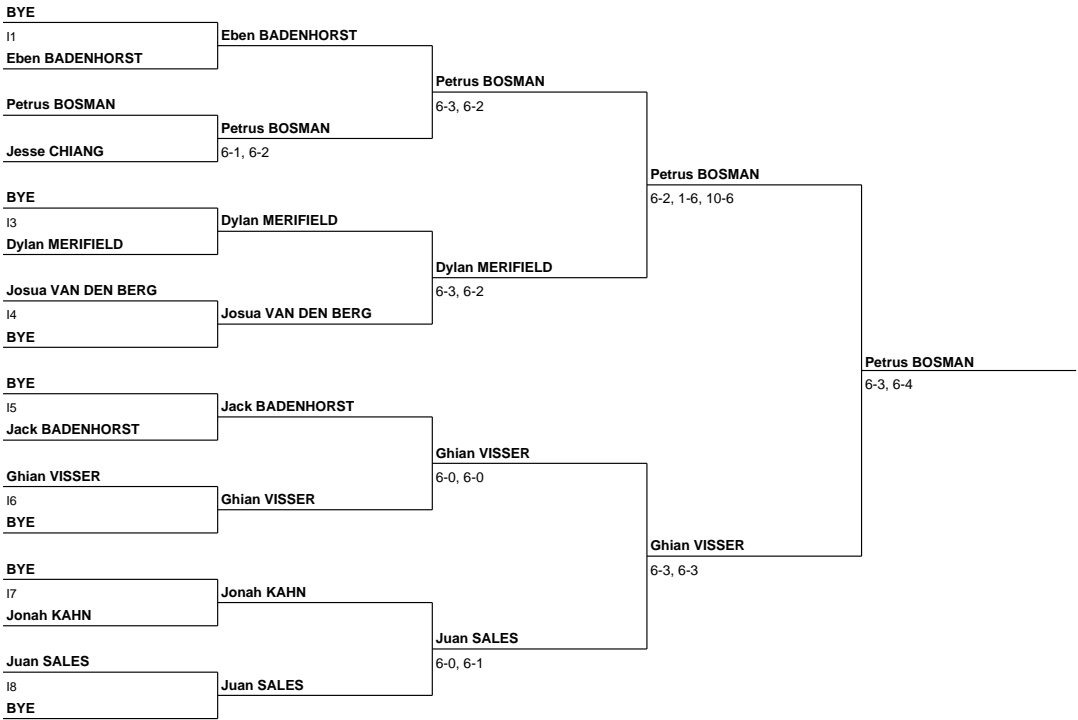 BYE
I1
Eben BADENHORST
Petrus BOSMAN
Jesse CHIANG
BYE
I3
Dylan MERIFIELD
Josua VAN DEN BERG
I4
BYE
BYE
I5
Jack BADENHORST
Ghian VISSER
I6
BYE
BYE
I7
Jonah KAHN
Juan SALES
I8
BYE
Eben BADENHORST
Petrus BOSMAN
6-1, 6-2
Dylan MERIFIELD
Josua VAN DEN BERG
Jack BADENHORST
Ghian VISSER
Jonah KAHN
Juan SALES
Petrus BOSMAN
6-3, 6-2
Dylan MERIFIELD
6-3, 6-2
Ghian VISSER
6-0, 6-0
Juan SALES
6-0, 6-1
Petrus BOSMAN
6-2, 1-6, 10-6
Ghian VISSER
6-3, 6-3
Petrus BOSMAN
6-3, 6-4